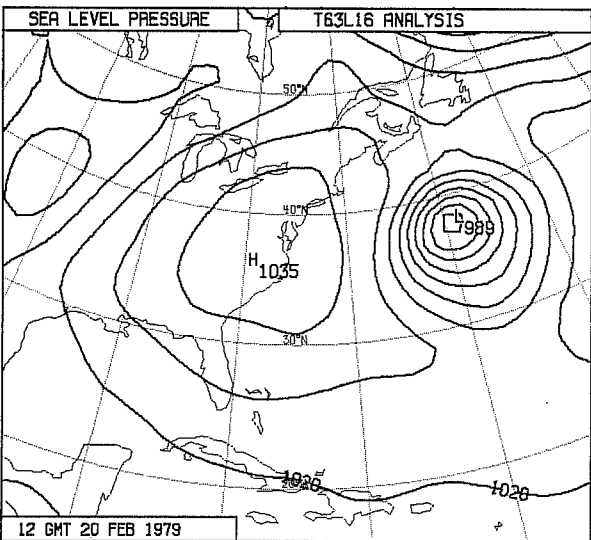 SEA LEVEL PRESSURE
T63L16 ANALYSIS
50°N
40°N
L
989
H
1035
30°N
1020
1020
12 GMT 20 FEB 1979